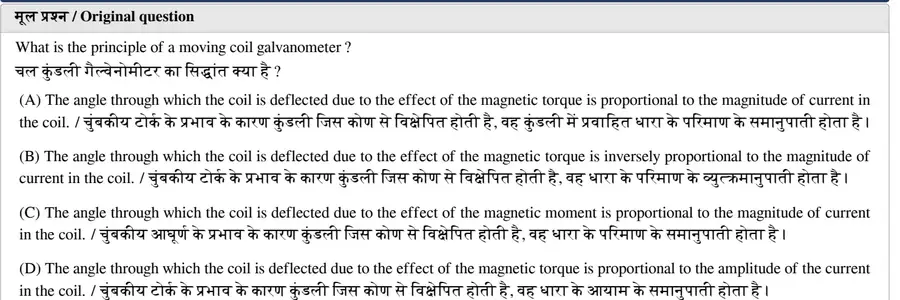 मूल प्रश्न / Original question
What is the principle of a moving coil galvanometer ?
चल कुंडली गैल्वेनोमीटर का सिद्धांत क्या है ?
(A) The angle through which the coil is deflected due to the effect of the magnetic torque is proportional to the magnitude of current in
the coil. / चुंबकीय टोर्क के प्रभाव के कारण कुंडली जिस कोण से विक्षेपित होती है, वह कुंडली में प्रवाहित धारा के परिमाण के समानुपाती होता है।
(B) The angle through which the coil is deflected due to the effect of the magnetic torque is inversely proportional to the magnitude of
current in the coil. / चुंबकीय टोर्क के प्रभाव के कारण कुंडली जिस कोण से विक्षेपित होती है, वह धारा के परिमाण के व्युत्क्रमानुपाती होता है।
(C) The angle through which the coil is deflected due to the effect of the magnetic moment is proportional to the magnitude of current
in the coil. / चुंबकीय आघूर्ण के प्रभाव के कारण कुंडली जिस कोण से विक्षेपित होती है, वह धारा के परिमाण के समानुपाती होता है।
(D) The angle through which the coil is deflected due to the effect of the magnetic torque is proportional to the amplitude of the current
in the coil. / चुंबकीय टोर्क के प्रभाव के कारण कुंडली जिस कोण से विक्षेपित होती है, वह धारा के आयाम के समानुपाती होता है।